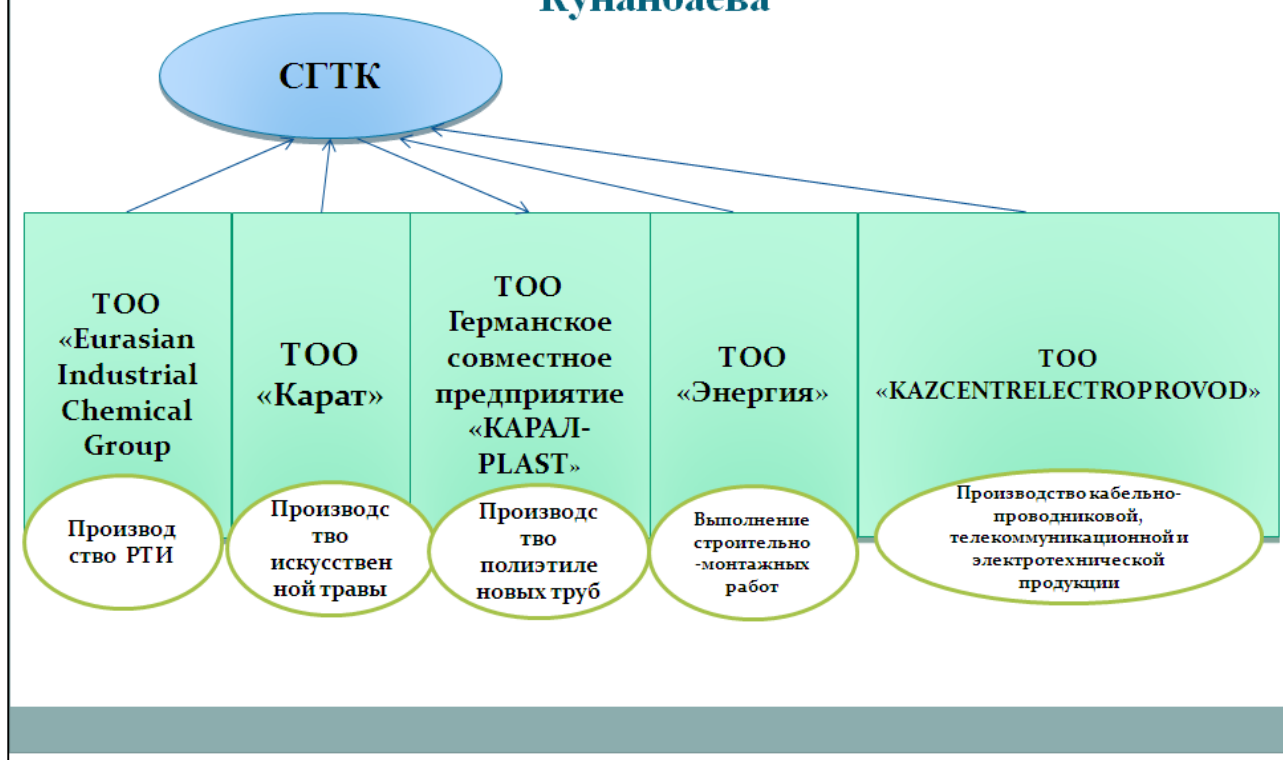 Кунанбаева
СГТК
ТОО
«Eurasian
Industrial
Chemical
Group
Производ
ство РТИ
ТОО
«Карат»
Производс
тво
искусствен
ной травы
ТОО
Германское
совместное
предприятие
«КАРАЛ-
PLAST»
Производс
тво
полиэтиле
новых труб
ТОО
«Энергия»
Выполнение
строительно
-монтажных
работ
ТОО
«KAZCENTRELECTROPROVOD»
Производство кабельно-
проводниковой,
телекоммуникационной и
электротехнической
продукции